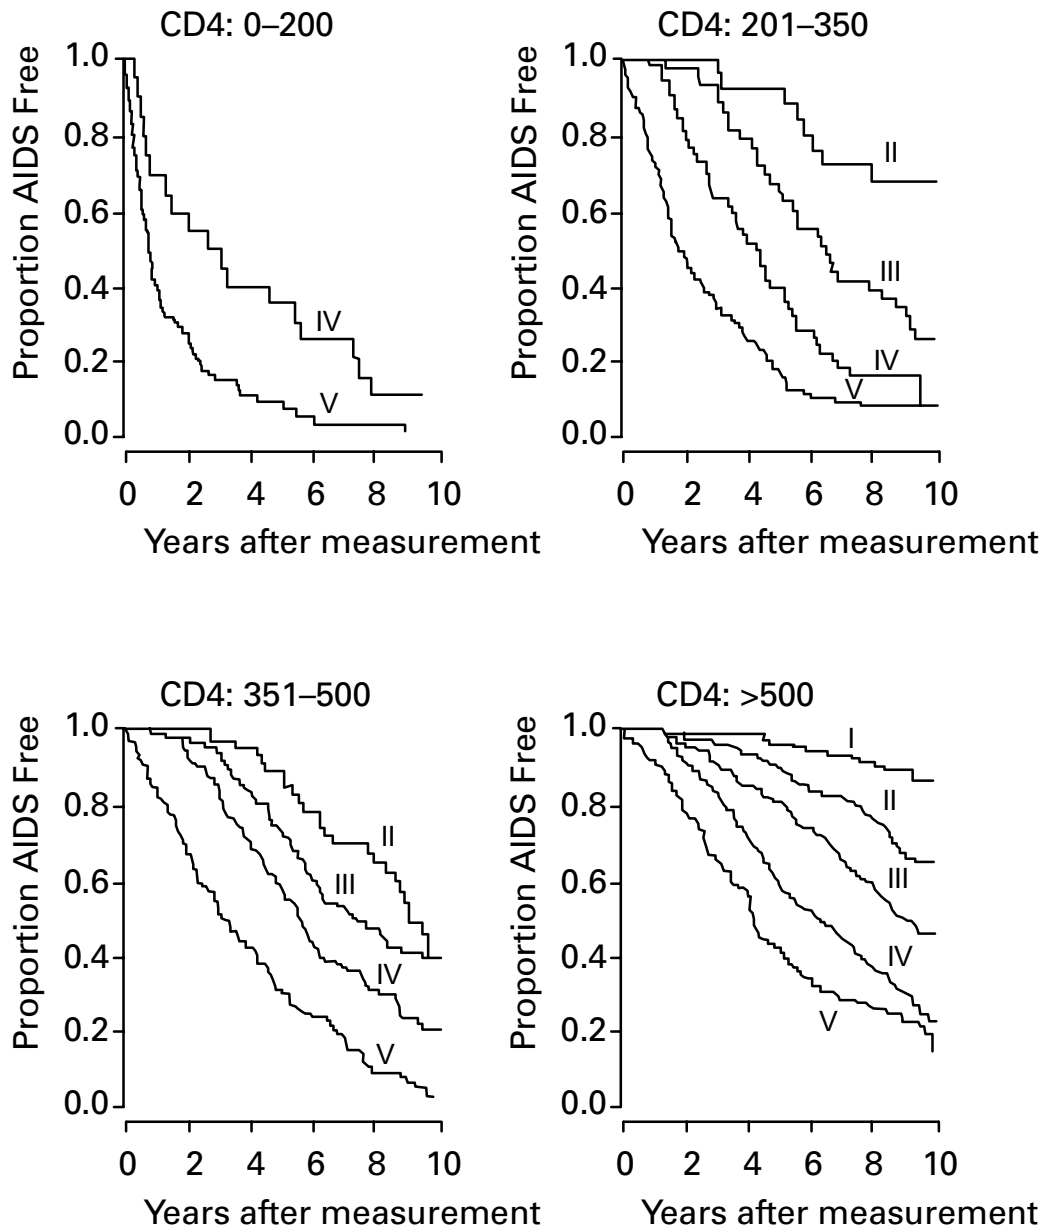 CD4: 0–200
Proportion AIDS Free
1.0
0.8
0.6
0.4
0.2
0.0
IV
V
0 2 4 6 8 10
Years after measurement
CD4: 201–350
Proportion AIDS Free
1.0
0.8
0.6
0.4
0.2
0.0
II
III
IV
V
0 2 4 6 8 10
Years after measurement
CD4: 351–500
Proportion AIDS Free
1.0
0.8
0.6
0.4
0.2
0.0
II
III
IV
V
0 2 4 6 8 10
Years after measurement
CD4: >500
Proportion AIDS Free
1.0
0.8
0.6
0.4
0.2
0.0
I
II
III
IV
V
0 2 4 6 8 10
Years after measurement